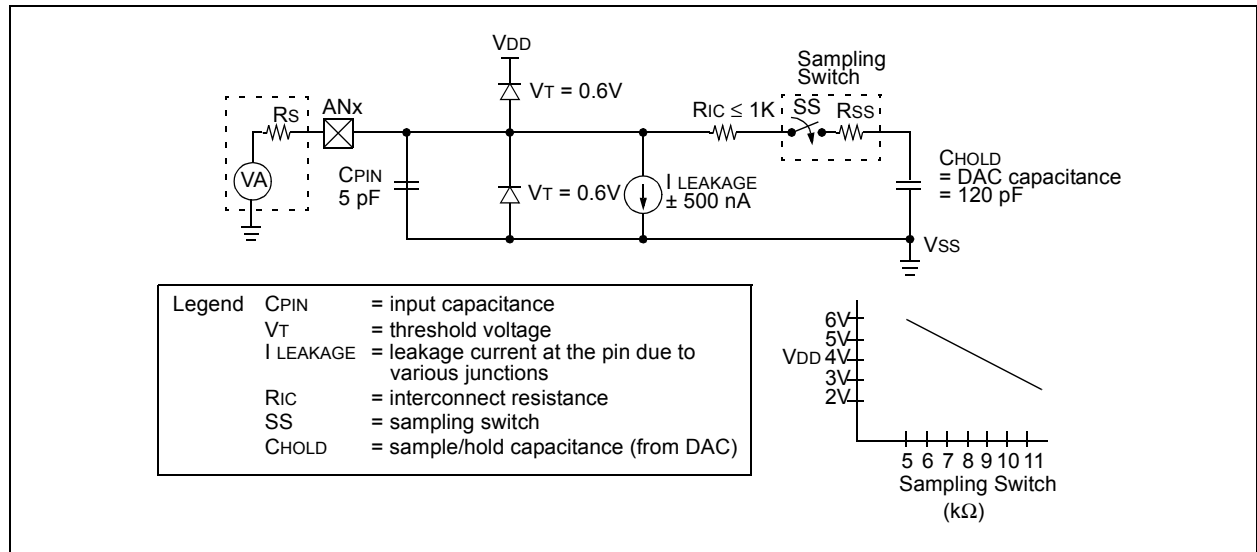 VDD
VT = 0.6V
Sampling
Switch
RS
ANx
RIC ≤ 1K
SS
RSS
VA
CPIN
5 pF
VT = 0.6V
I LEAKAGE
± 500 nA
CHOLD
= DAC capacitance
= 120 pF
VSS
Legend CPIN = input capacitance
VT = threshold voltage
I LEAKAGE = leakage current at the pin due to
various junctions
RIC = interconnect resistance
SS = sampling switch
CHOLD = sample/hold capacitance (from DAC)
6V
5V
VDD 4V
3V
2V
5 6 7 8 9 10 11
Sampling Switch
(kΩ)